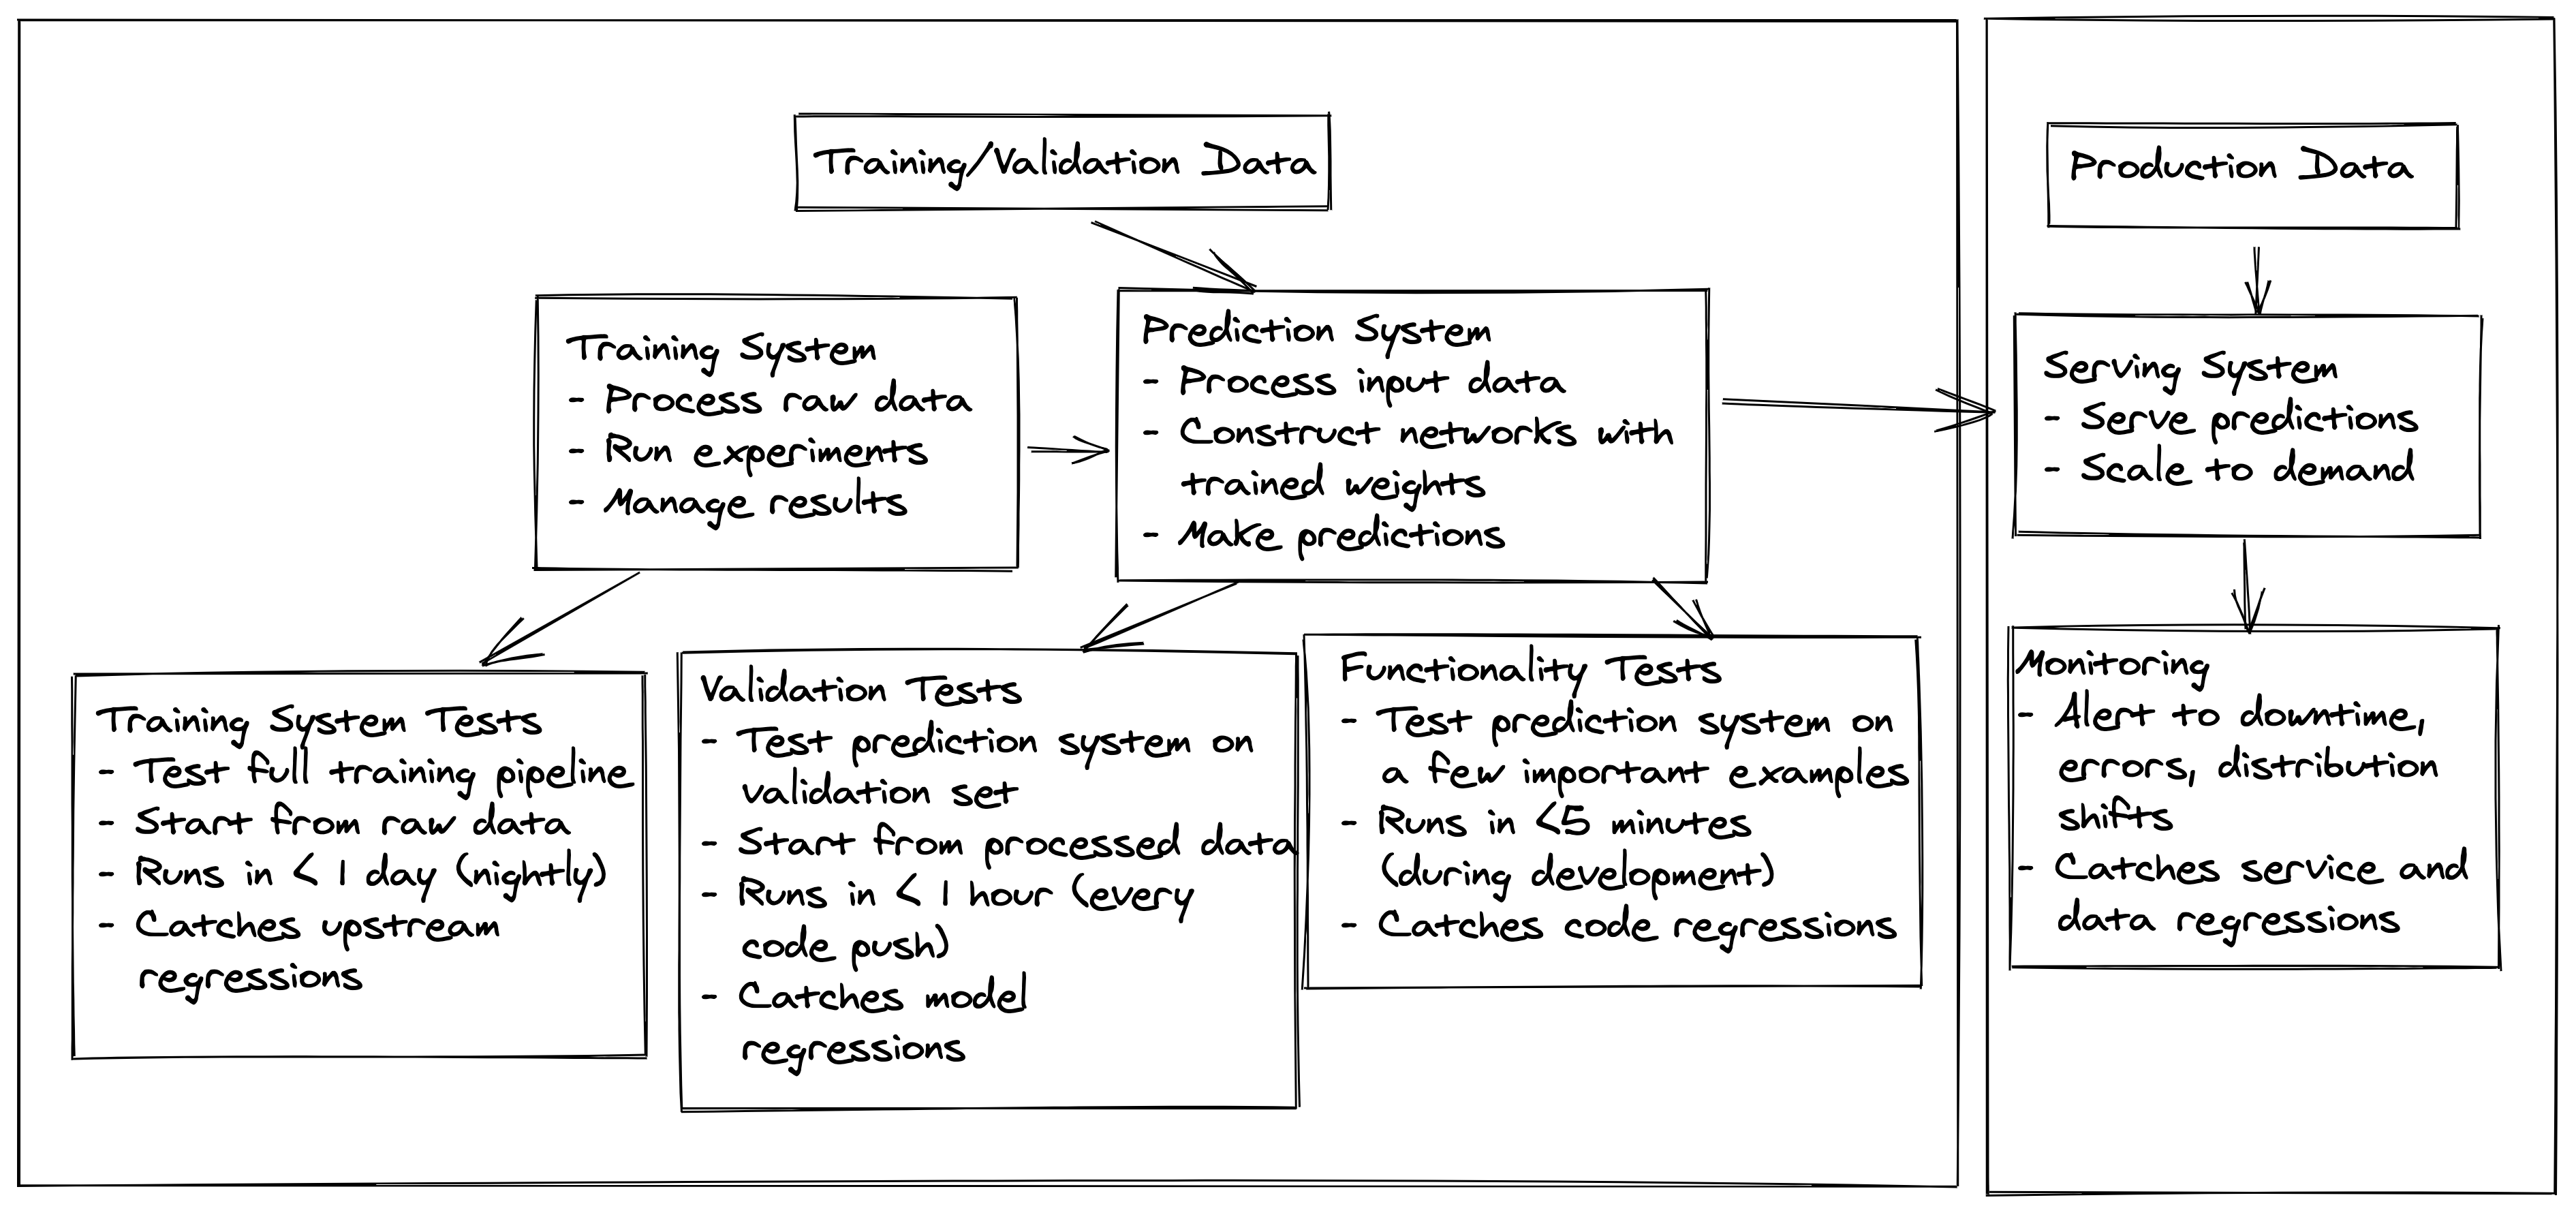 Training/Validation Data
Training System
- Process raw data
- Run experiments
- Manage results
Prediction System
- Process input data
- Construct networks with
trained weights
- Make predictions
Training System Tests
- Test full training pipeline
- Start from raw data
- Runs in < 1 day (nightly)
- Catches upstream
regressions
Validation Tests
- Test prediction system on
validation set
- Start from processed data
- Runs in < 1 hour (every
code push)
- Catches model
regressions
Functionality Tests
- Test prediction system on
a few important examples
- Runs in <5 minutes
(during development)
- Catches code regressions
Production Data
Serving System
- Serve predictions
- Scale to demand
Monitoring
- Alert to downtime,
errors, distribution
shifts
- Catches service and
data regressions